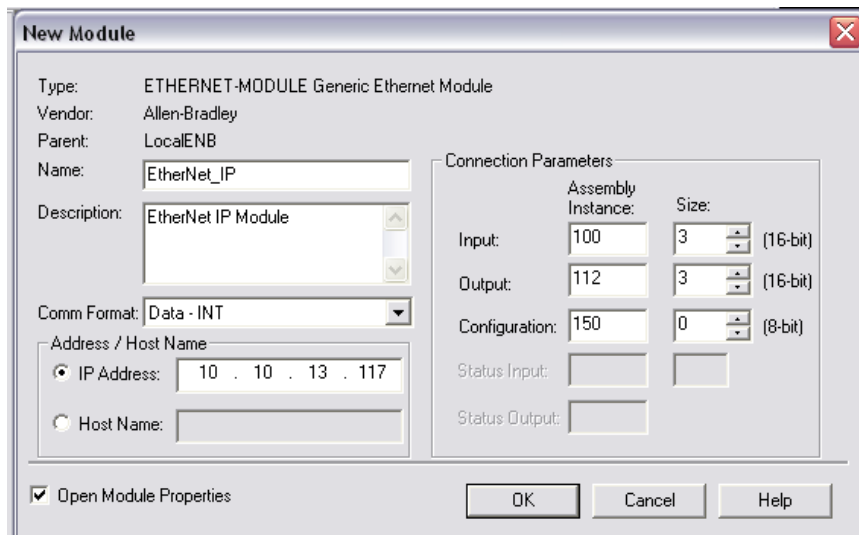 New Module
Type: ETHERNET-MODULE Generic Ethernet Module
Vendor: Allen-Bradley
Parent: LocalENB
Name: EtherNet_IP
Description: EtherNet IP Module
Comm Format: Data - INT
Address / Host Name
IP Address: 10 . 10 . 13 . 117
Host Name:
Connection Parameters
Assembly
Instance: Size:
Input: 100 3 (16-bit)
Output: 112 3 (16-bit)
Configuration: 150 0 (8-bit)
Status Input:
Status Output:
Open Module Properties
OK Cancel Help